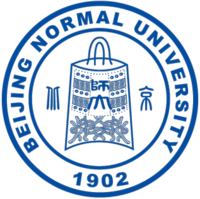 BEIJING NORMAL UNIVERSITY
北京
師大
1902